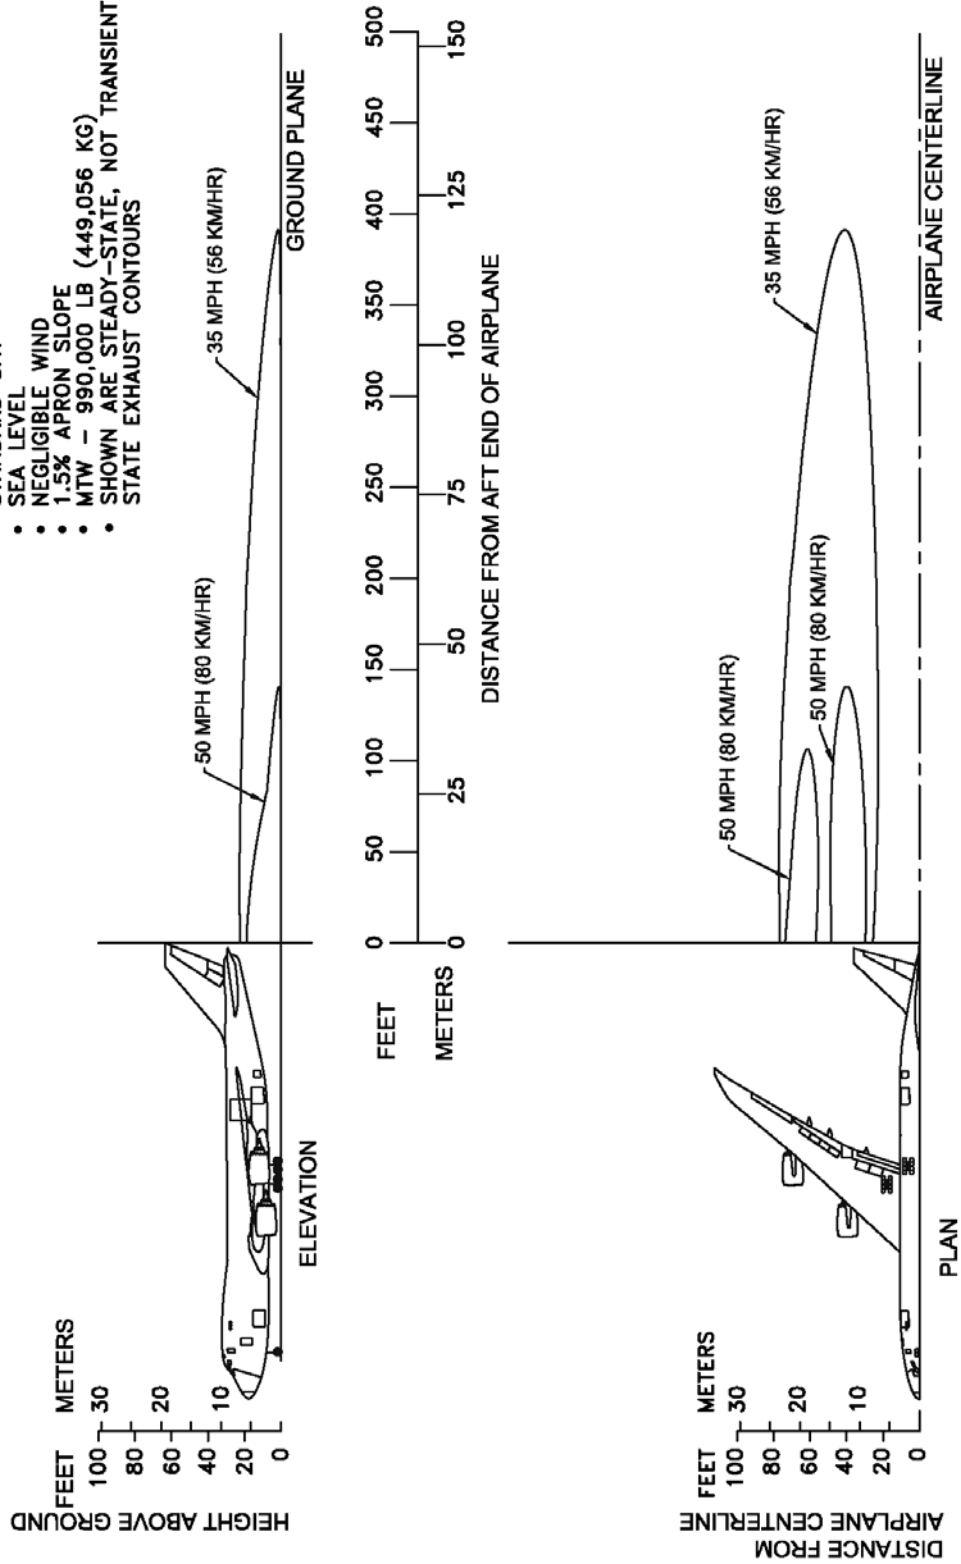 SEA LEVEL
NEGLIGIBLE WIND
1.5% APRON SLOPE
MTW - 990,000 LB (449,056 KG)
SHOWN ARE STEADY-STATE, NOT TRANSIENT
STATE EXHAUST CONTOURS
HEIGHT ABOVE GROUND
FEET
METERS
100
80
60
40
20
0
30
20
10
ELEVATION
50 MPH (80 KM/HR)
35 MPH (56 KM/HR)
GROUND PLANE
FEET
0
50
100
150
200
250
300
350
400
450
500
METERS
0
25
50
75
100
125
150
DISTANCE FROM AFT END OF AIRPLANE
DISTANCE FROM
AIRPLANE CENTERLINE
FEET
METERS
100
80
60
40
20
0
30
20
10
PLAN
50 MPH (80 KM/HR)
50 MPH (80 KM/HR)
35 MPH (56 KM/HR)
AIRPLANE CENTERLINE